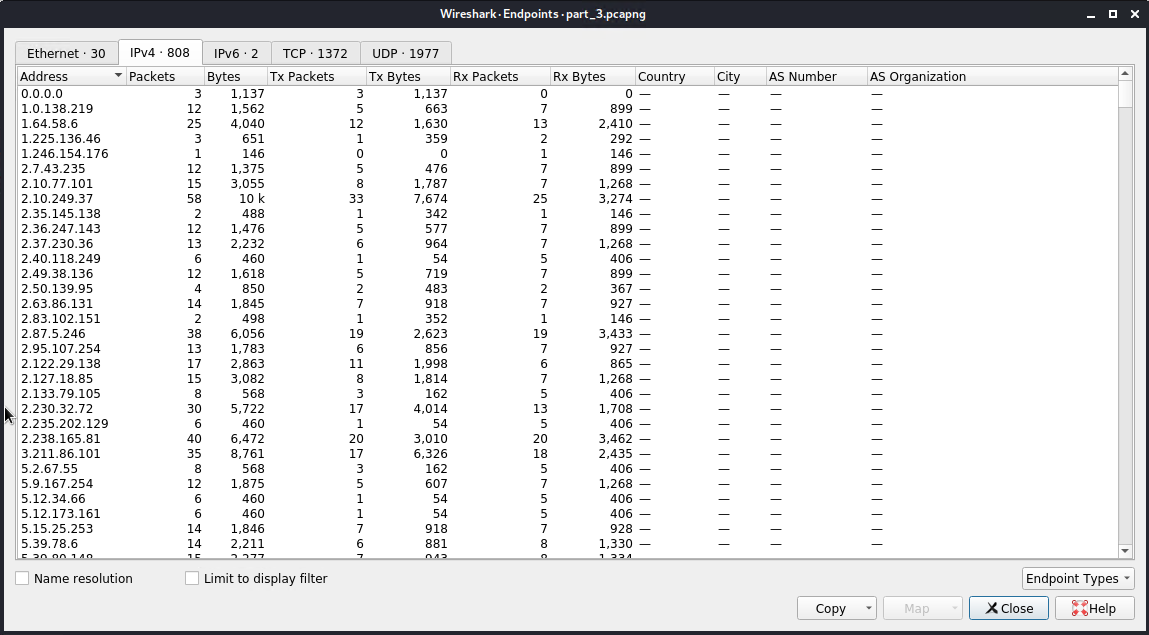 Wireshark · Endpoints · part_3.pcapng
Ethernet · 30 IPv4 · 808 IPv6 · 2 TCP · 1372 UDP · 1977
Address Packets Bytes Tx Packets Tx Bytes Rx Packets Rx Bytes Country City AS Number AS Organization
0.0.0.0 3 1,137 3 1,137 0 0 — — — —
1.0.138.219 12 1,562 5 663 7 899 — — — —
1.64.58.6 25 4,040 12 1,630 13 2,410 — — — —
1.225.136.46 3 651 1 359 2 292 — — — —
1.246.154.176 1 146 0 0 1 146 — — — —
2.7.43.235 12 1,375 5 476 7 899 — — — —
2.10.77.101 15 3,055 8 1,787 7 1,268 — — — —
2.10.249.37 58 10 k 33 7,674 25 3,274 — — — —
2.35.145.138 2 488 1 342 1 146 — — — —
2.36.247.143 12 1,476 5 577 7 899 — — — —
2.37.230.36 13 2,232 6 964 7 1,268 — — — —
2.40.118.249 6 460 1 54 5 406 — — — —
2.49.38.136 12 1,618 5 719 7 899 — — — —
2.50.139.95 4 850 2 483 2 367 — — — —
2.63.86.131 14 1,845 7 918 7 927 — — — —
2.83.102.151 2 498 1 352 1 146 — — — —
2.87.5.246 38 6,056 19 2,623 19 3,433 — — — —
2.95.107.254 13 1,783 6 856 7 927 — — — —
2.122.29.138 17 2,863 11 1,998 6 865 — — — —
2.127.18.85 15 3,082 8 1,814 7 1,268 — — — —
2.133.79.105 8 568 3 162 5 406 — — — —
2.230.32.72 30 5,722 17 4,014 13 1,708 — — — —
2.235.202.129 6 460 1 54 5 406 — — — —
2.238.165.81 40 6,472 20 3,010 20 3,462 — — — —
3.211.86.101 35 8,761 17 6,326 18 2,435 — — — —
5.2.67.55 8 568 3 162 5 406 — — — —
5.9.167.254 12 1,875 5 607 7 1,268 — — — —
5.12.34.66 6 460 1 54 5 406 — — — —
5.12.173.161 6 460 1 54 5 406 — — — —
5.15.25.253 14 1,846 7 918 7 928 — — — —
5.39.78.6 14 2,211 6 881 8 1,330 — — — —
Name resolution Limit to display filter Endpoint Types
Copy Map Close Help